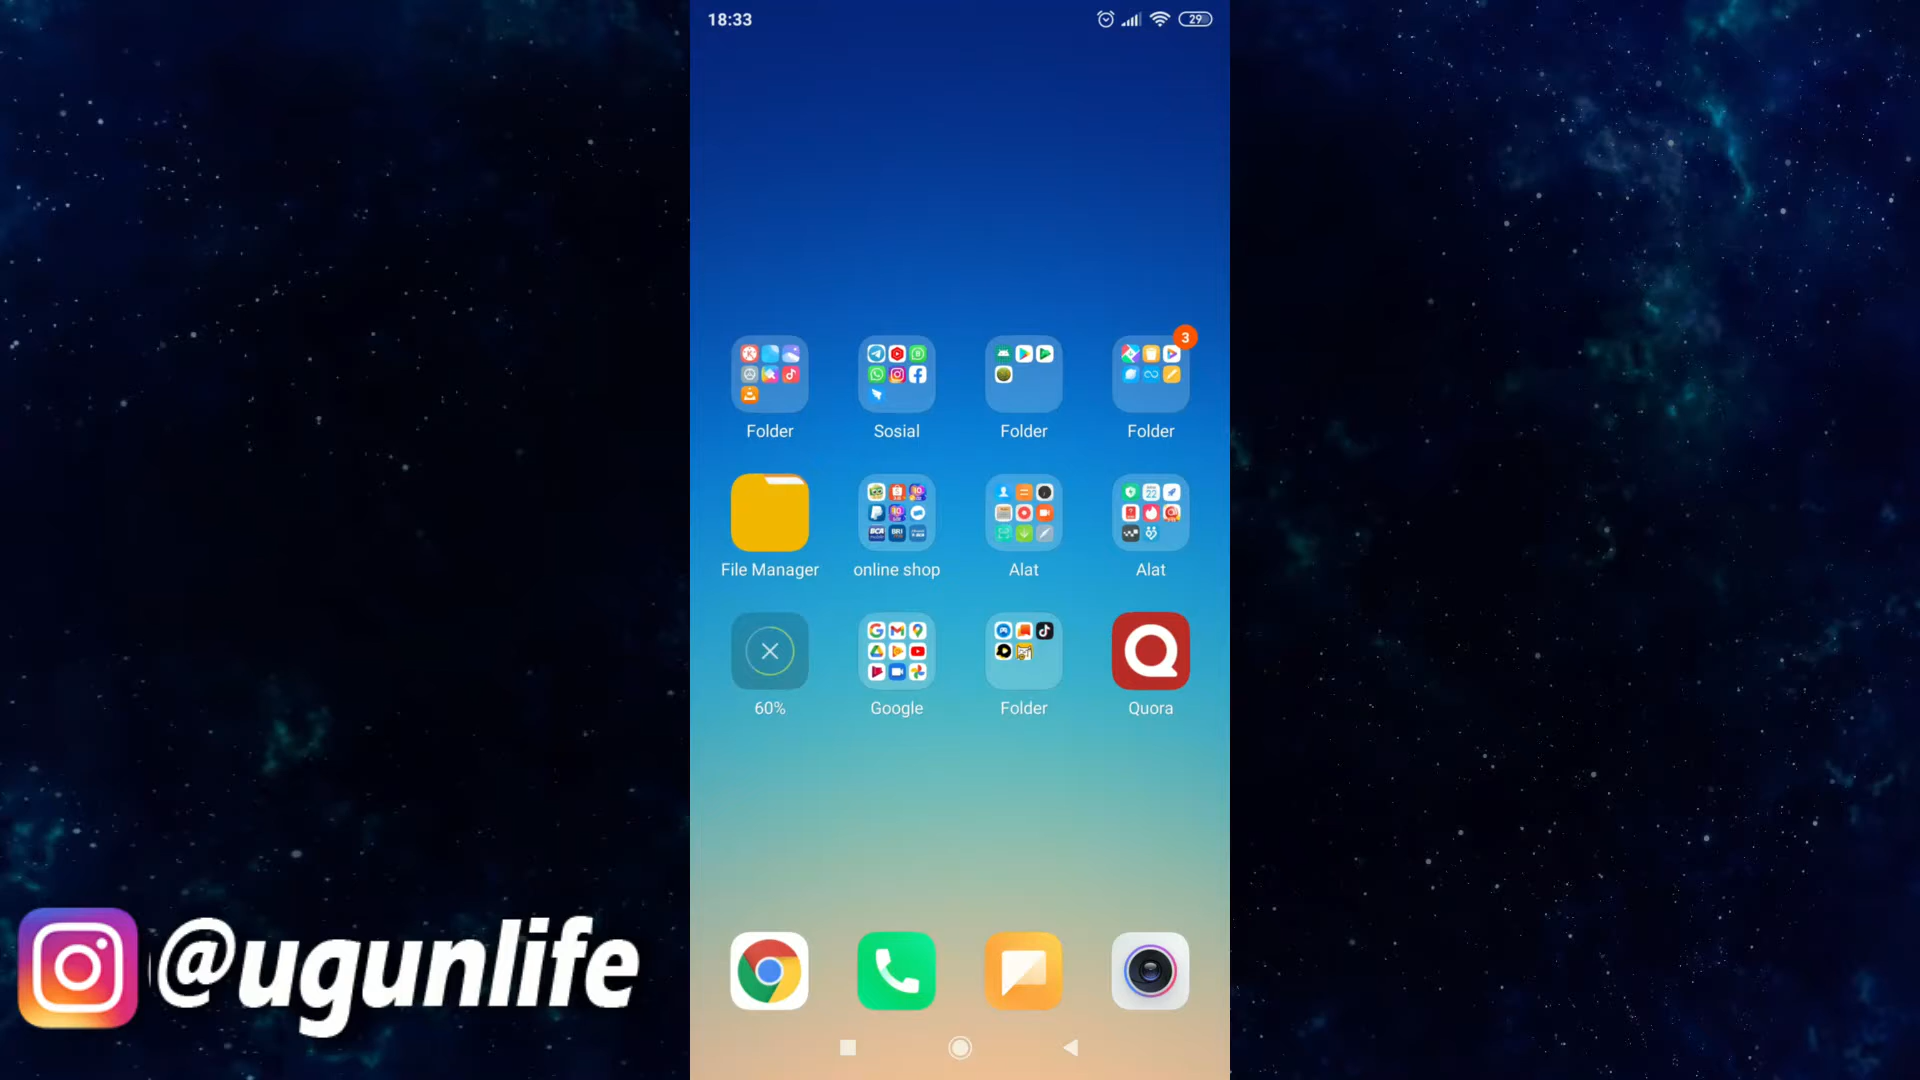 18:33
29
3
Folder
Sosial
Folder
Folder
File Manager
online shop
Alat
Alat
60%
Google
Folder
Quora
@ugunlife